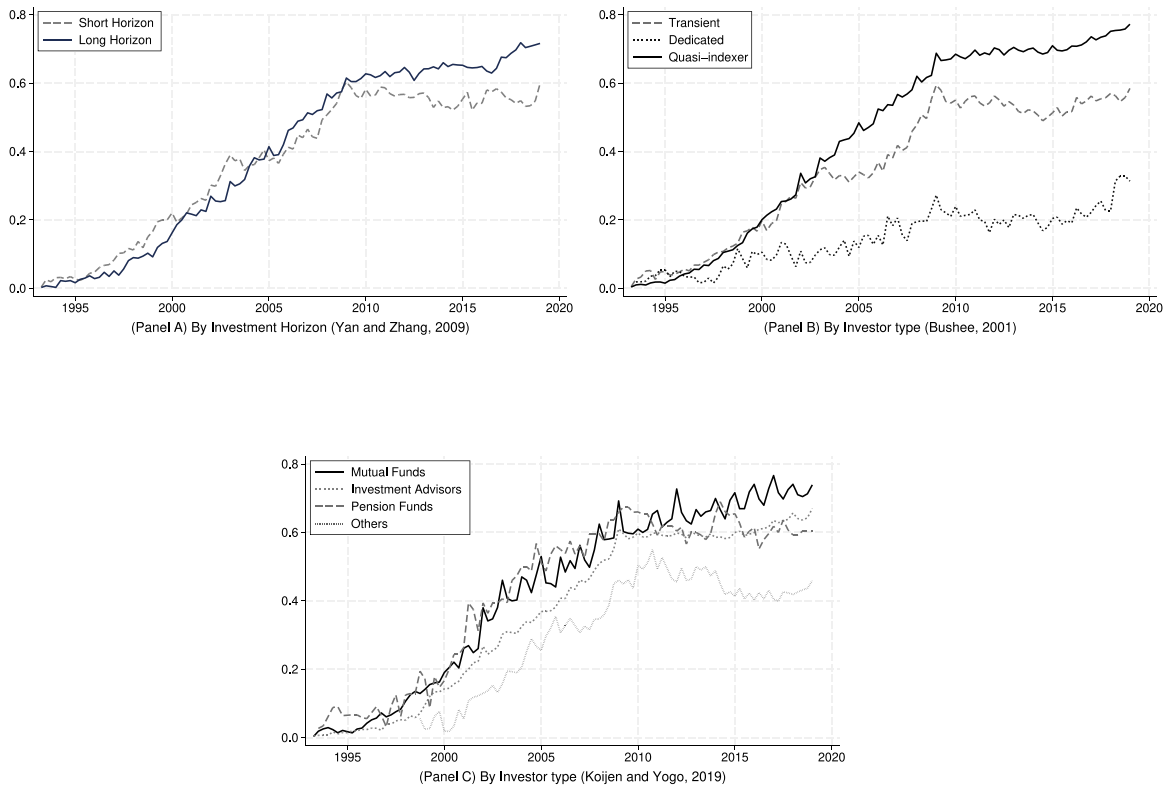 Short Horizon
Long Horizon
0.8
0.6
0.4
0.2
0.0
1995 2000 2005 2010 2015 2020
(Panel A) By Investment Horizon (Yan and Zhang, 2009)
Transient
Dedicated
Quasi−indexer
0.8
0.6
0.4
0.2
0.0
1995 2000 2005 2010 2015 2020
(Panel B) By Investor type (Bushee, 2001)
Mutual Funds
Investment Advisors
Pension Funds
Others
0.8
0.6
0.4
0.2
0.0
1995 2000 2005 2010 2015 2020
(Panel C) By Investor type (Koijen and Yogo, 2019)